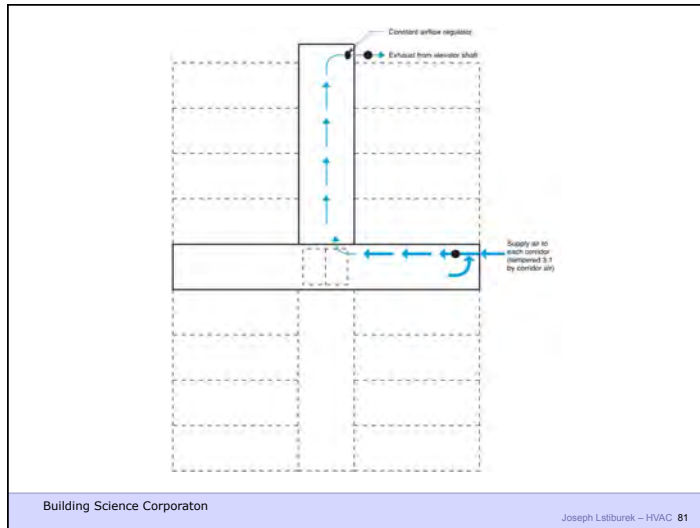 Constant airflow regulator
Exhaust from elevator shaft
Supply air to
each corridor
(tempered 3:1
by corridor air)
Building Science Corporaton
Joseph Lstiburek – HVAC 81